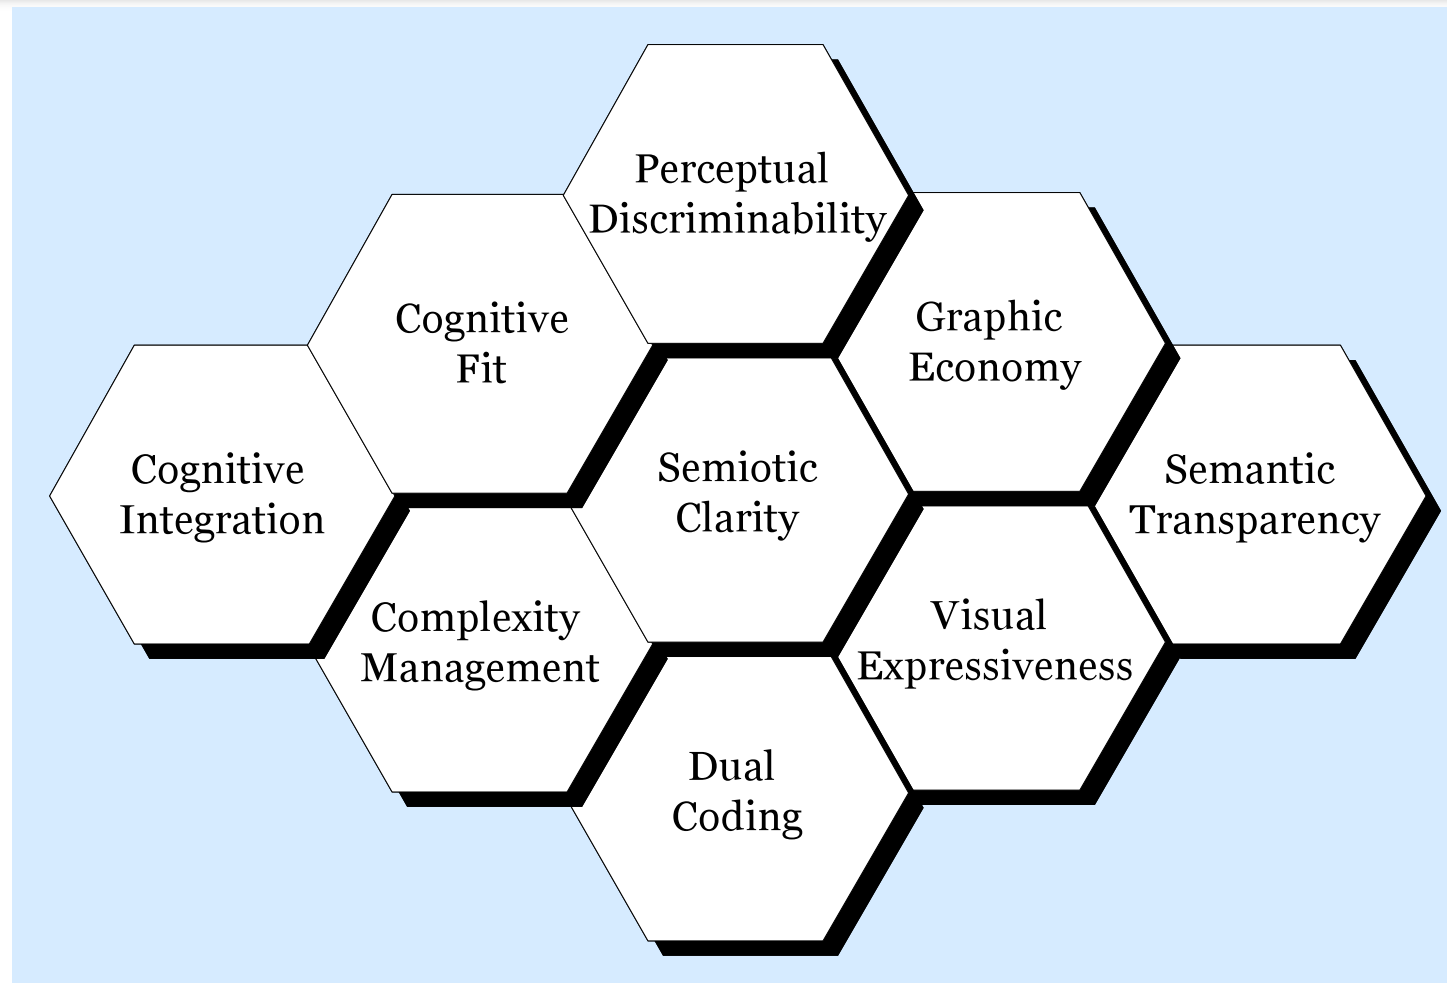 Perceptual
Discriminability
Cognitive
Fit
Graphic
Economy
Cognitive
Integration
Semiotic
Clarity
Semantic
Transparency
Complexity
Management
Visual
Expressiveness
Dual
Coding